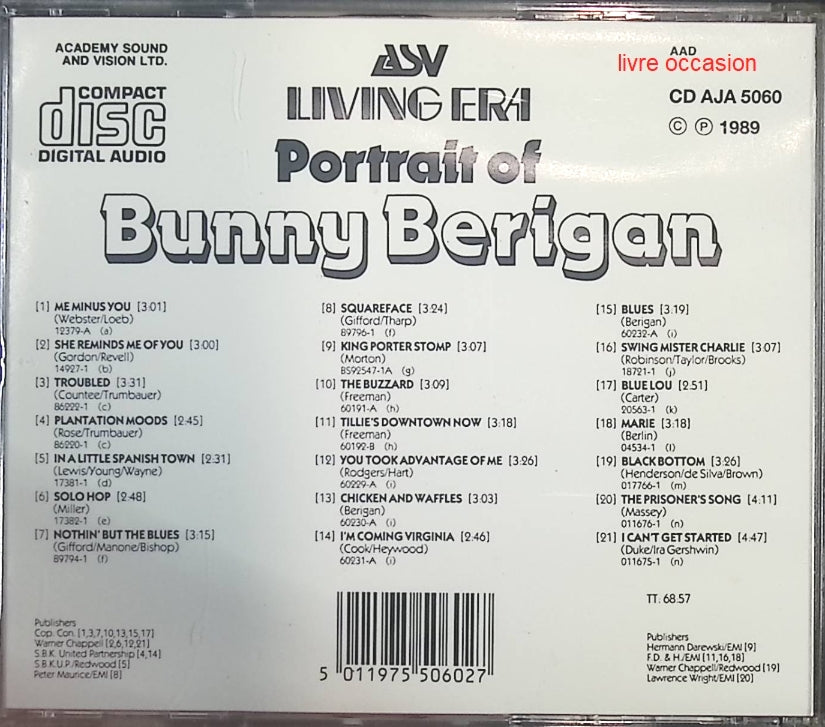 ACADEMY SOUND
AND VISION LTD.
COMPACT
disc
DIGITAL AUDIO
ASV
LIVING ERA
AAD
livre occasion
CD AJA 5060
© ℗ 1989
Portrait of
Bunny Berigan
[1] ME MINUS YOU [3:01]
(Webster/Loeb)
12379-A (a)
[2] SHE REMINDS ME OF YOU [3:00]
(Gordon/Revell)
14927-1 (b)
[3] TROUBLED [3:31]
(Countee/Trumbauer)
86222-1 (c)
[4] PLANTATION MOODS [2:45]
(Rose/Trumbauer)
86220-1 (c)
[5] IN A LITTLE SPANISH TOWN [2:31]
(Lewis/Young/Wayne)
17381-1 (d)
[6] SOLO HOP [2:48]
(Miller)
17382-1 (e)
[7] NOTHIN' BUT THE BLUES [3:15]
(Gifford/Manone/Bishop)
89794-1 (f)
[8] SQUAREFACE [3:24]
(Gifford/Tharp)
89796-1 (f)
[9] KING PORTER STOMP [3:07]
(Morton)
BS92547-1A (g)
[10] THE BUZZARD [3:09]
(Freeman)
60191-A (h)
[11] TILLIE'S DOWNTOWN NOW [3:18]
(Freeman)
60192-B (h)
[12] YOU TOOK ADVANTAGE OF ME [3:26]
(Rodgers/Hart)
60229-A (i)
[13] CHICKEN AND WAFFLES [3:03]
(Berigan)
60230-A (i)
[14] I'M COMING VIRGINIA [2:46]
(Cook/Heywood)
60231-A (i)
[15] BLUES [3:19]
(Berigan)
60232-A (i)
[16] SWING MISTER CHARLIE [3:07]
(Robinson/Taylor/Brooks)
18721-1 (j)
[17] BLUE LOU [2:51]
(Carter)
20563-1 (k)
[18] MARIE [3:18]
(Berlin)
04534-1 (l)
[19] BLACK BOTTOM [3:26]
(Henderson/de Silva/Brown)
017766-1 (m)
[20] THE PRISONER'S SONG [4:11]
(Massey)
011676-1 (n)
[21] I CAN'T GET STARTED [4:47]
(Duke/Ira Gershwin)
011675-1 (n)
TT: 68:57
Publishers
Cop. Con. [1,3,7,10,13,15,17]
Warner Chappell [2,6,12,21]
S.B.K. United Partnership [4,14]
S.B.K.U.P./Redwood [5]
Peter Maurice/EMI [8]
5 011975 506027
Publishers
Hermann Darewski/EMI [9]
F.D. & H./EMI [11,16,18]
Warner Chappell/Redwood [19]
Lawrence Wright/EMI [20]